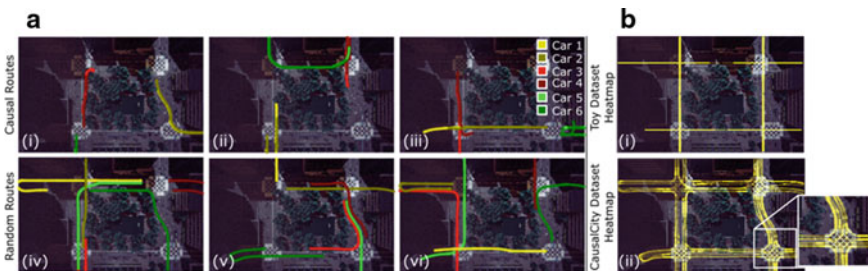 a
b
Causal Routes
(i)
(ii)
(iii)
Car 1
Car 2
Car 3
Car 4
Car 5
Car 6
Toy Dataset
Heatmap
(i)
Random Routes
(iv)
(v)
(vi)
CausalCity Dataset
Heatmap
(ii)